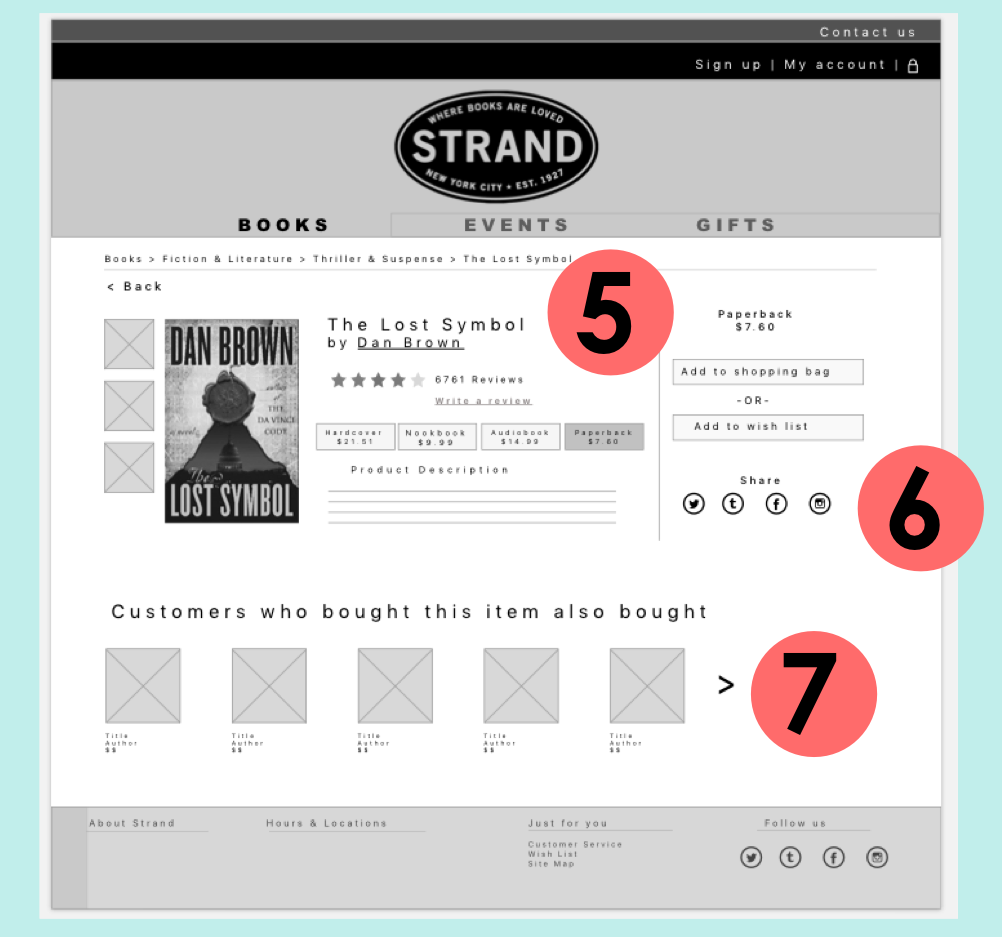 Contact us
Sign up | My account |
WHERE BOOKS ARE LOVED
STRAND
NEW YORK CITY • EST. 1927
BOOKS EVENTS GIFTS
Books > Fiction & Literature > Thriller & Suspense > The Lost Symbol
< Back
5
DAN BROWN
author
of
THE
DA VINCI
CODE
a novel
The
LOST SYMBOL
The Lost Symbol
by Dan Brown
6761 Reviews
Write a review
Hardcover
$21.51
Nookbook
$9.99
Audiobook
$14.99
Paperback
$7.60
Product Description
Paperback
$7.60
Add to shopping bag
-OR-
Add to wish list
Share
6
Customers who bought this item also bought
>
7
Title
Author
$$
Title
Author
$$
Title
Author
$$
Title
Author
$$
Title
Author
$$
About Strand
Hours & Locations
Just for you
Customer Service
Wish List
Site Map
Follow us